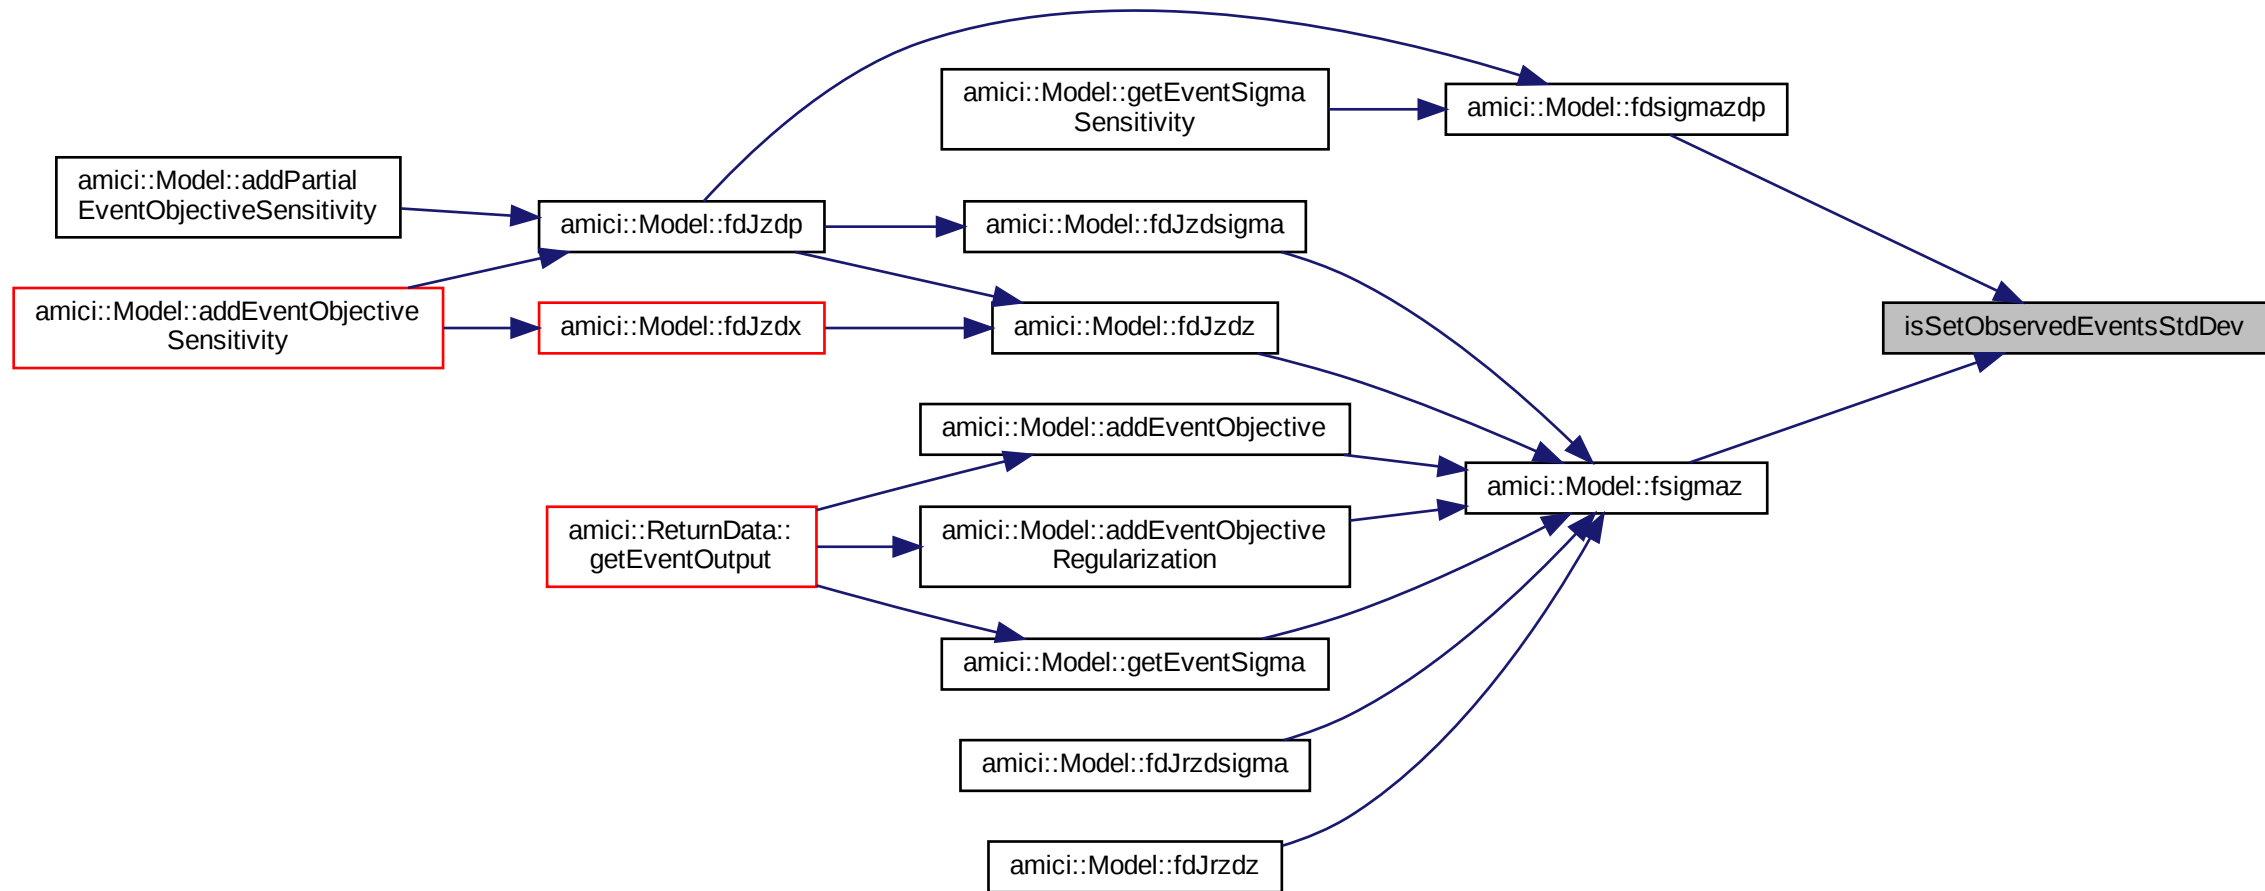 amici::Model::getEventSigma
Sensitivity
amici::Model::fdsigmazdp
amici::Model::addPartial
EventObjectiveSensitivity
amici::Model::fdJzdp
amici::Model::fdJzdsigma
amici::Model::addEventObjective
Sensitivity
amici::Model::fdJzdx
amici::Model::fdJzdz
isSetObservedEventsStdDev
amici::Model::addEventObjective
amici::Model::fsigmaz
amici::ReturnData::
getEventOutput
amici::Model::addEventObjective
Regularization
amici::Model::getEventSigma
amici::Model::fdJrzdsigma
amici::Model::fdJrzdz